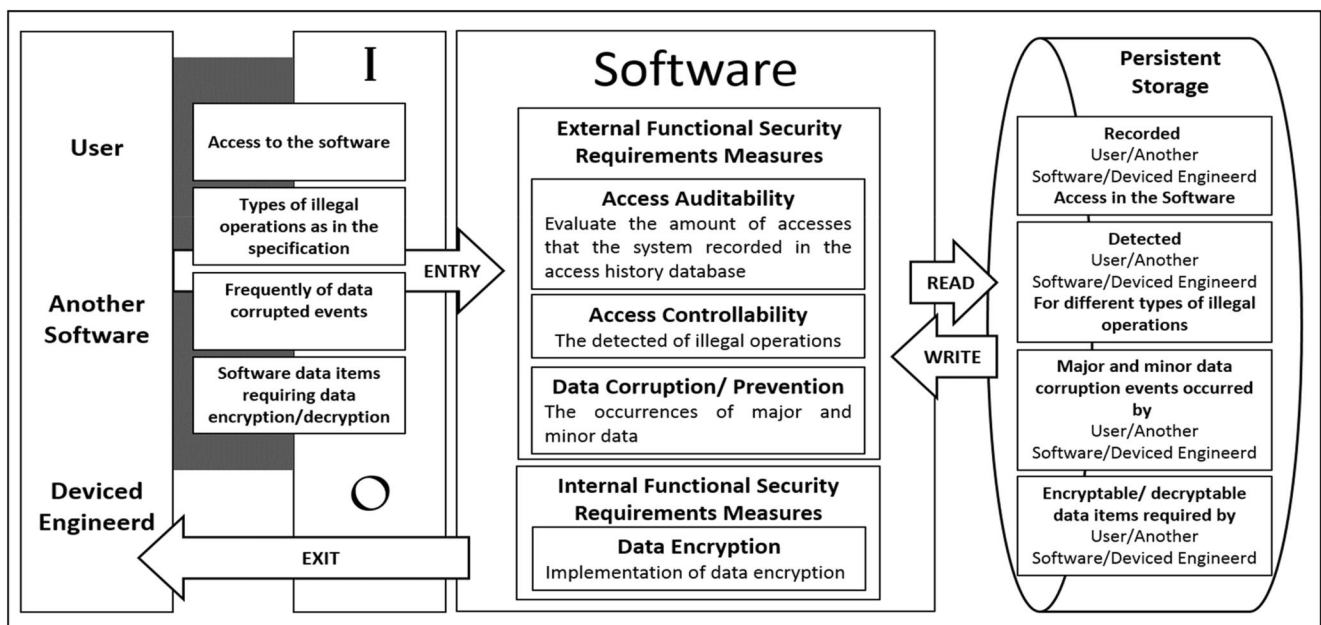 User
Another
Software
Deviced
Engineerd
I
O
Access to the software
Types of illegal
operations as in the
specification
Frequently of data
corrupted events
Software data items
requiring data
encryption/decryption
ENTRY
EXIT
Software
External Functional Security
Requirements Measures
Access Auditability
Evaluate the amount of accesses
that the system recorded in the
access history database
Access Controllability
The detected of illegal operations
Data Corruption/ Prevention
The occurrences of major and
minor data
Internal Functional Security
Requirements Measures
Data Encryption
Implementation of data encryption
READ
WRITE
Persistent
Storage
Recorded
User/Another
Software/Deviced Engineerd
Access in the Software
Detected
User/Another
Software/Deviced Engineerd
For different types of illegal
operations
Major and minor data
corruption events occurred
by
User/Another
Software/Deviced Engineerd
Encryptable/ decryptable
data items required by
User/Another
Software/Deviced Engineerd